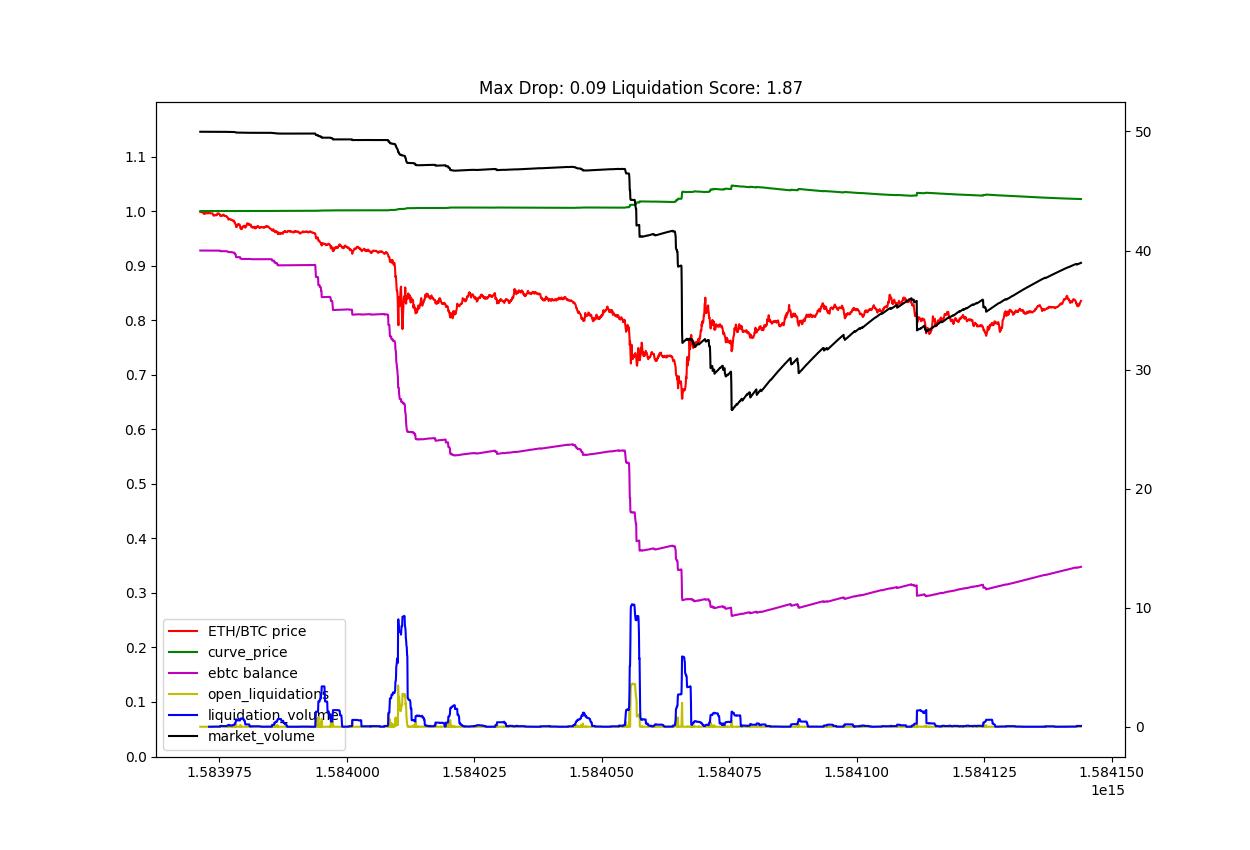 Max Drop: 0.09 Liquidation Score: 1.87
1.1
1.0
0.9
0.8
0.7
0.6
0.5
0.4
0.3
0.2
0.1
0.0
50
40
30
20
10
0
ETH/BTC price
curve_price
ebtc balance
open_liquidations
liquidation_volume
market_volume
1.583975 1.584000 1.584025 1.584050 1.584075 1.584100 1.584125 1.584150
1e15